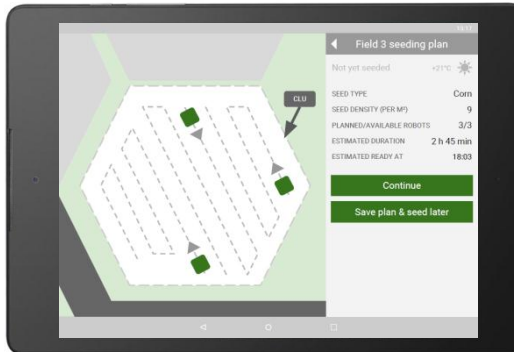 Field 3 seeding plan
Not yet seeded +21°C
CLU
SEED TYPE Corn
SEED DENSITY (PER M²) 9
PLANNED/AVAILABLE ROBOTS 3/3
ESTIMATED DURATION 2 h 45 min
ESTIMATED READY AT 18:03
Continue
Save plan & seed later